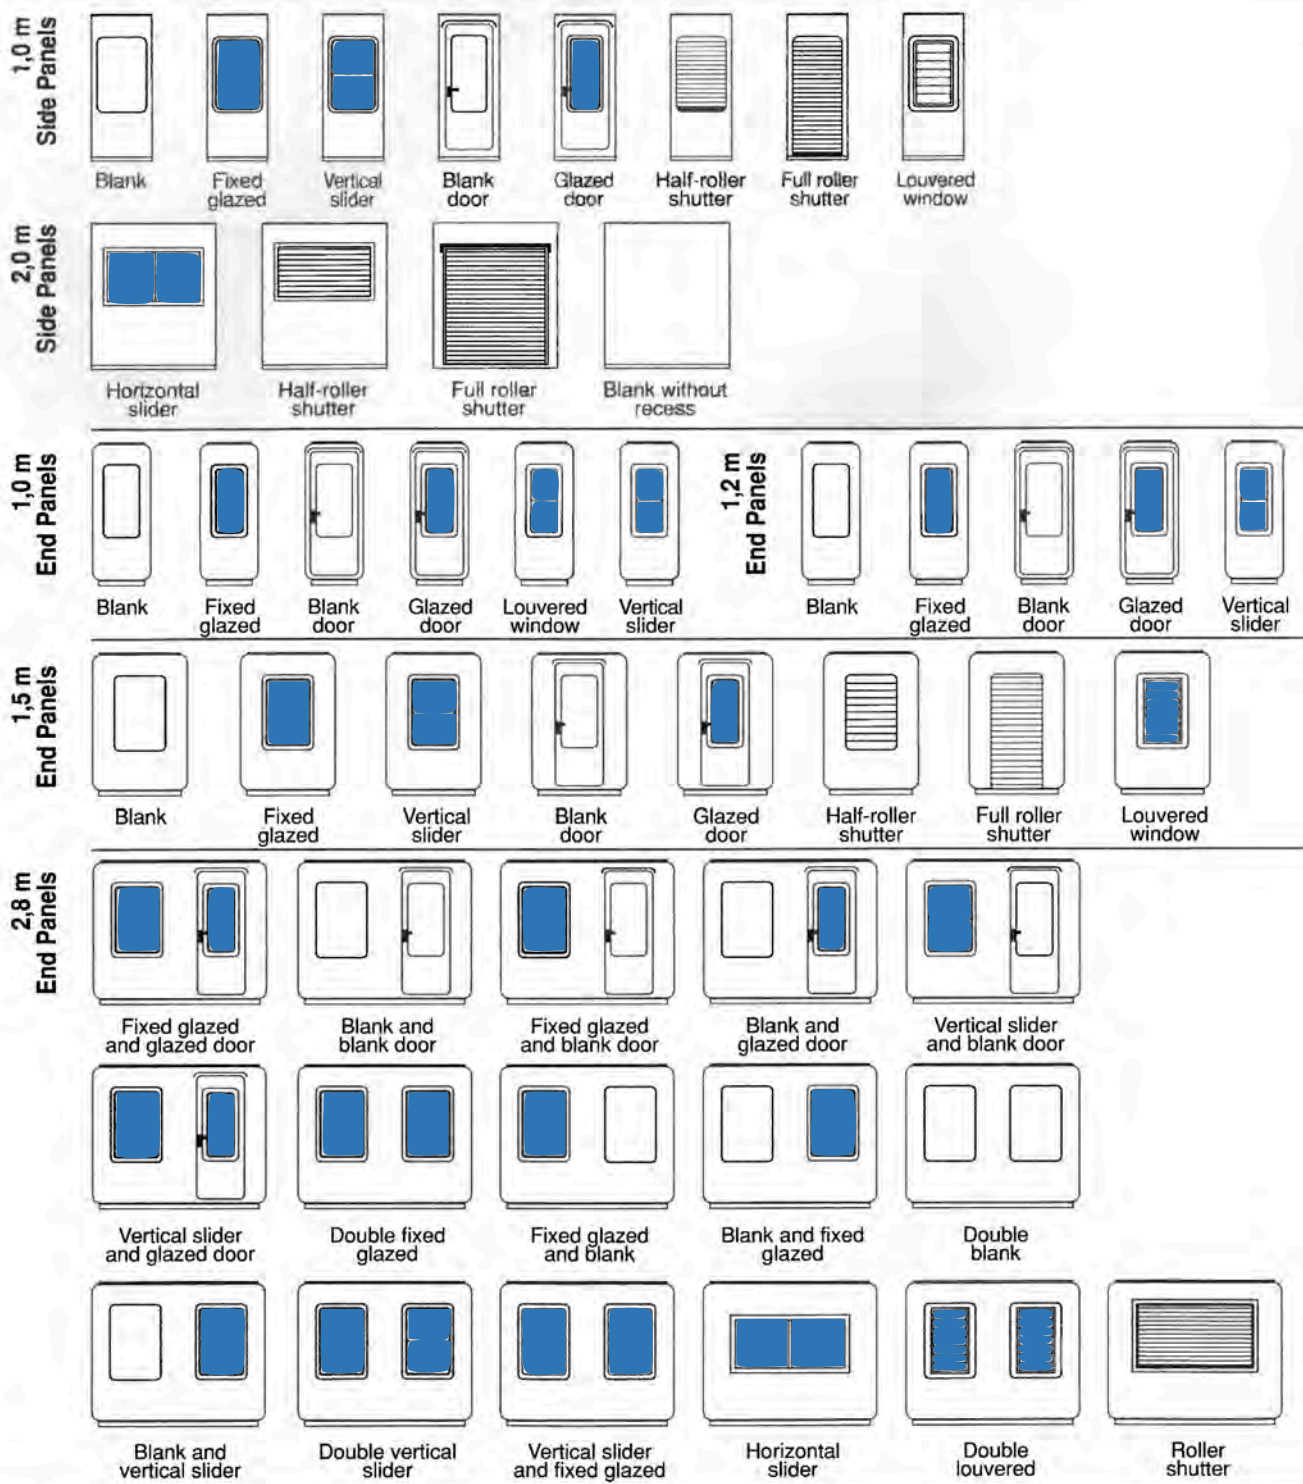 1,0 m
Side Panels
Blank
Fixed
glazed
Vertical
slider
Blank
door
Glazed
door
Half-roller
shutter
Full roller
shutter
Louvered
window
2,0 m
Side Panels
Horizontal
slider
Half-roller
shutter
Full roller
shutter
Blank without
recess
1,0 m
End Panels
Blank
Fixed
glazed
Blank
door
Glazed
door
Louvered
window
Vertical
slider
1,2 m
End Panels
Blank
Fixed
glazed
Blank
door
Glazed
door
Vertical
slider
1,5 m
End Panels
Blank
Fixed
glazed
Vertical
slider
Blank
door
Glazed
door
Half-roller
shutter
Full roller
shutter
Louvered
window
2,8 m
End Panels
Fixed glazed
and glazed door
Blank and
blank door
Fixed glazed
and blank door
Blank and
glazed door
Vertical slider
and blank door
Vertical slider
and glazed door
Double fixed
glazed
Fixed glazed
and blank
Blank and fixed
glazed
Double
blank
Blank and
vertical slider
Double vertical
slider
Vertical slider
and fixed glazed
Horizontal
slider
Double
louvered
Roller
shutter